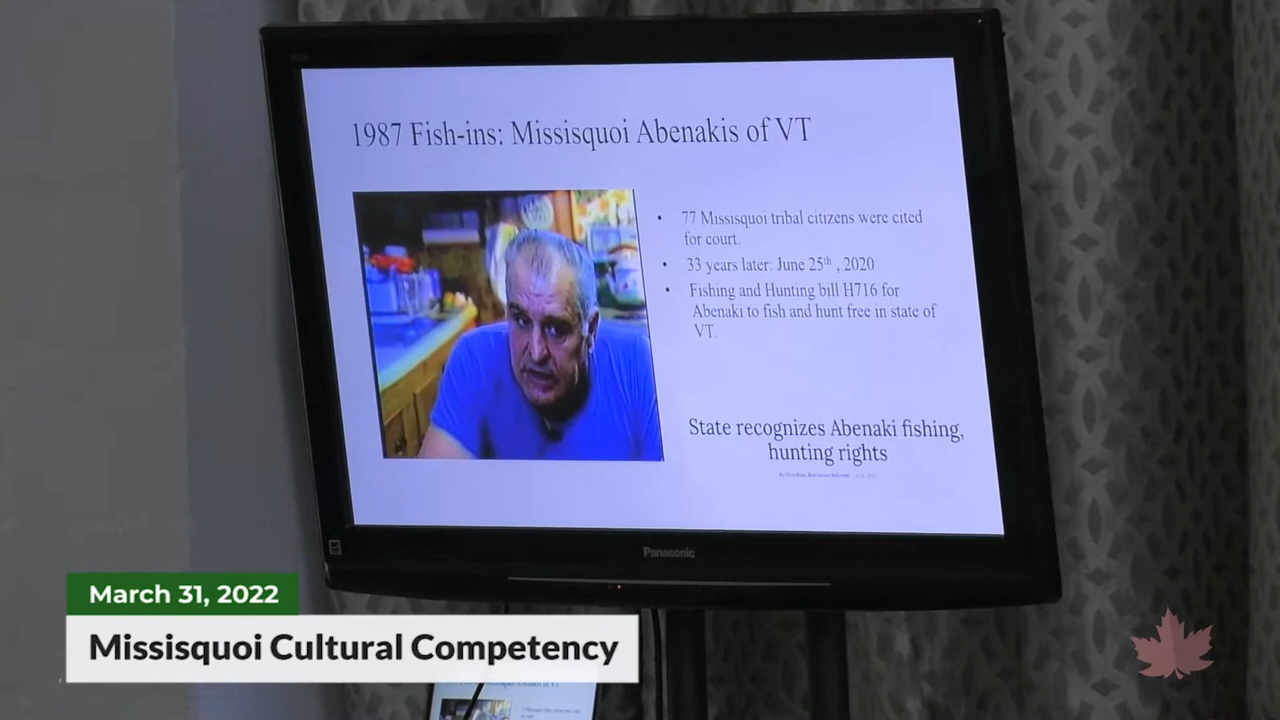 1987 Fish-ins: Missisquoi Abenakis of VT
• 77 Missisquoi tribal citizens were cited
for court.
• 33 years later: June 25th , 2020
• Fishing and Hunting bill H716 for
Abenaki to fish and hunt free in state of
VT.
State recognizes Abenaki fishing,
hunting rights
Panasonic
March 31, 2022
Missisquoi Cultural Competency